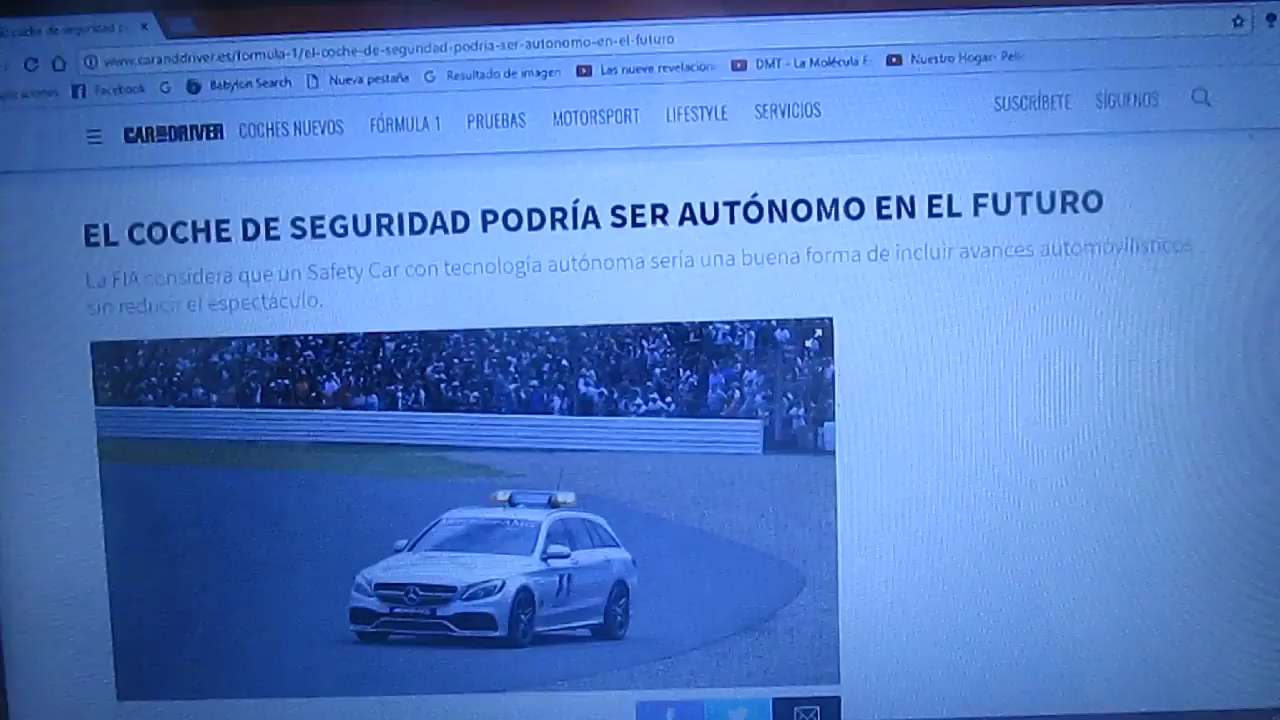 coche de seguridad p
www.caranddriver.es/formula-1/el-coche-de-seguridad-podria-ser-autonomo-en-el-futuro
Facebook G Babylon Search Nueva pestaña G Resultado de imagen Las nueve revelacion DMT - La Molécula E Nuestro Hogar- Pelic
CAR AND DRIVER COCHES NUEVOS FÓRMULA 1 PRUEBAS MOTORSPORT LIFESTYLE SERVICIOS SUSCRÍBETE SÍGUENOS
EL COCHE DE SEGURIDAD PODRÍA SER AUTÓNOMO EN EL FUTURO
La FIA considera que un Safety Car con tecnología autónoma sería una buena forma de incluir avances automovilísticos
sin reducir el espectáculo.